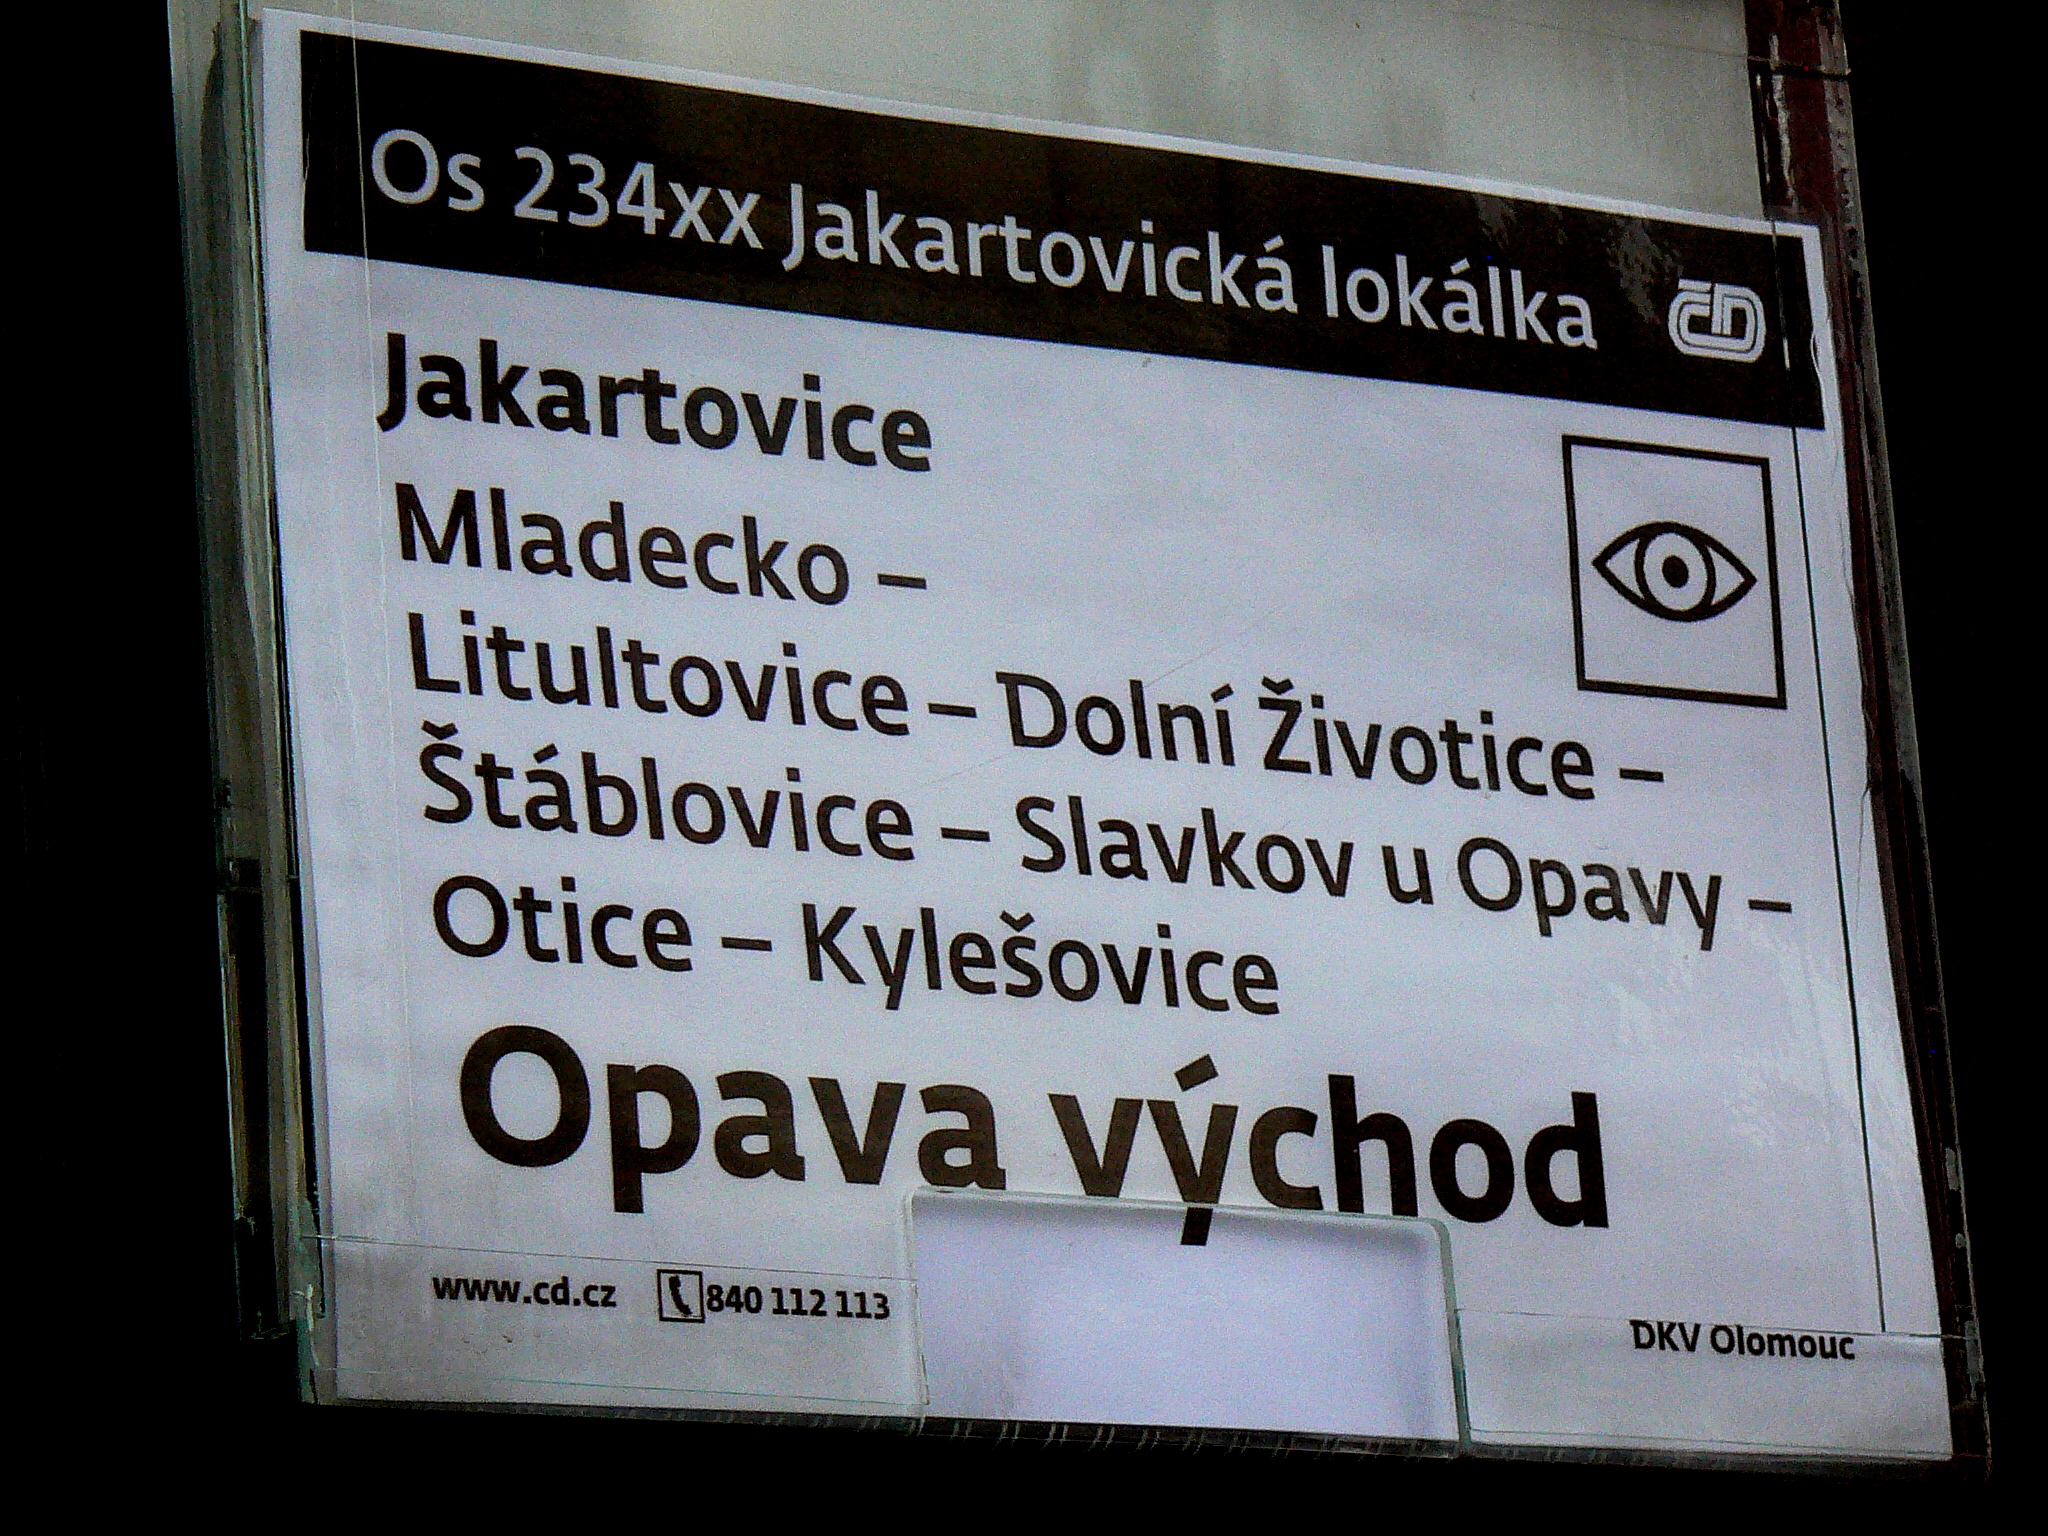 Os 234xx Jakartovická lokálka ČD
Jakartovice
Mladecko –
Litultovice – Dolní Životice –
Štáblovice – Slavkov u Opavy –
Otice – Kylešovice
Opava východ
www.cd.cz 840 112 113
DKV Olomouc